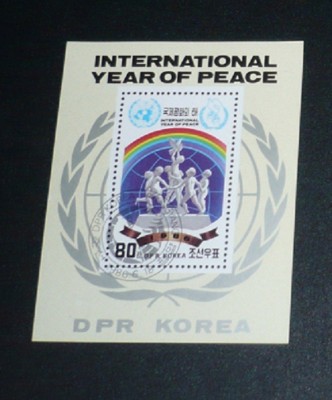 INTERNATIONAL
YEAR OF PEACE
국제평화의 해
INTERNATIONAL
YEAR OF PEACE
1986
80 DPR KOREA 조선우표
DPR KOREA